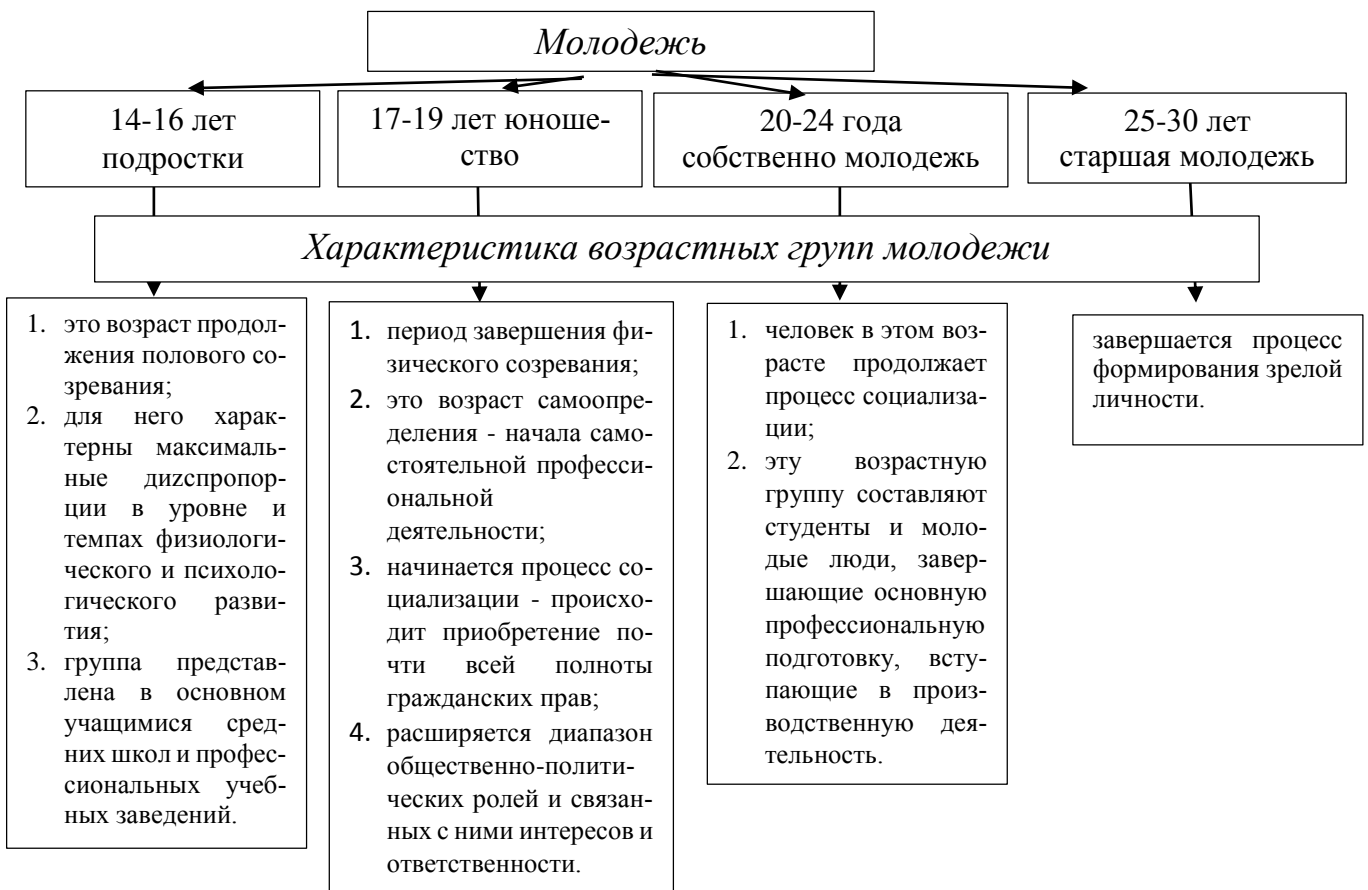 Молодежь
14-16 лет
подростки
17-19 лет юноше-
ство
20-24 года
собственно молодежь
25-30 лет
старшая молодежь
Характеристика возрастных групп молодежи
1. это возраст продол-
жения полового со-
зревания;
2. для него харак-
терны максималь-
ные диzспропор-
ции в уровне и
темпах физиологи-
ческого и психоло-
гического разви-
тия;
3. группа представ-
лена в основном
учащимися сред-
них школ и профес-
сиональных учеб-
ных заведений.
1. период завершения фи-
зического созревания;
2. это возраст самоопре-
деления - начала само-
стоятельной професси-
ональной
деятельности;
3. начинается процесс со-
циализации - происхо-
дит приобретение по-
чти всей полноты
гражданских прав;
4. расширяется диапазон
общественно-полити-
ческих ролей и связан-
ных с ними интересов и
ответственности.
1. человек в этом воз-
расте продолжает
процесс социализа-
ции;
2. эту возрастную
группу составляют
студенты и моло-
дые люди, завер-
шающие основную
профессиональную
подготовку, всту-
пающие в произ-
водственную дея-
тельность.
завершается процесс
формирования зрелой
личности.